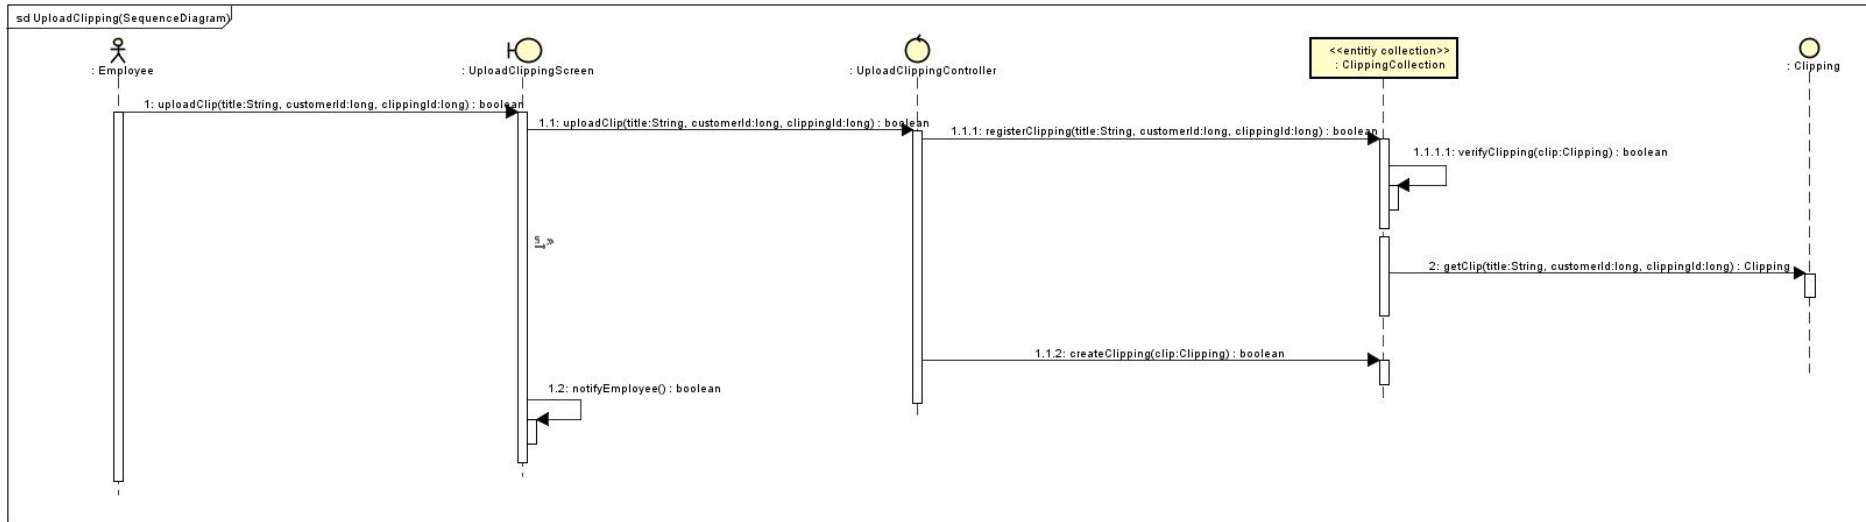 sd UploadClipping(SequenceDiagram)
: Employee
: UploadClippingScreen
: UploadClippingController
<<entitiy collection>>
: ClippingCollection
: Clipping
1: uploadClip(title:String, customerId:long, clippingId:long) : boolean
1.1: uploadClip(title:String, customerId:long, clippingId:long) : boolean
1.1.1: registerClipping(title:String, customerId:long, clippingId:long) : boolean
1.1.1.1: verifyClipping(clip:Clipping) : boolean
2: getClip(title:String, customerId:long, clippingId:long) : Clipping
1.1.2: createClipping(clip:Clipping) : boolean
1.2: notifyEmployee() : boolean